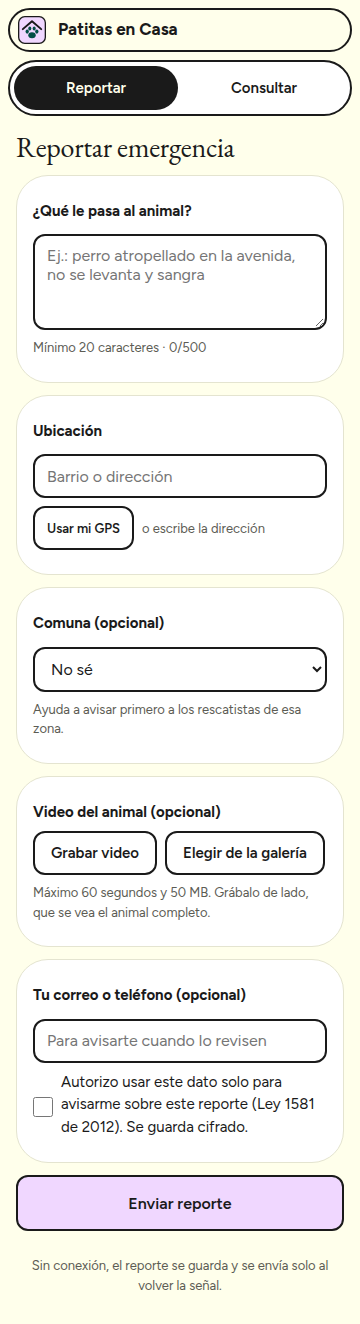 Patitas en Casa
Reportar
Consultar
Reportar emergencia
¿Qué le pasa al animal?
Ej.: perro atropellado en la avenida,
no se levanta y sangra
Mínimo 20 caracteres · 0/500
Ubicación
Barrio o dirección
Usar mi GPS
o escribe la dirección
Comuna (opcional)
No sé
Ayuda a avisar primero a los rescatistas de esa
zona.
Video del animal (opcional)
Grabar video
Elegir de la galería
Máximo 60 segundos y 50 MB. Grábalo de lado,
que se vea el animal completo.
Tu correo o teléfono (opcional)
Para avisarte cuando lo revisen
Autorizo usar este dato solo para
avisarme sobre este reporte (Ley 1581
de 2012). Se guarda cifrado.
Enviar reporte
Sin conexión, el reporte se guarda y se envía solo al
volver la señal.